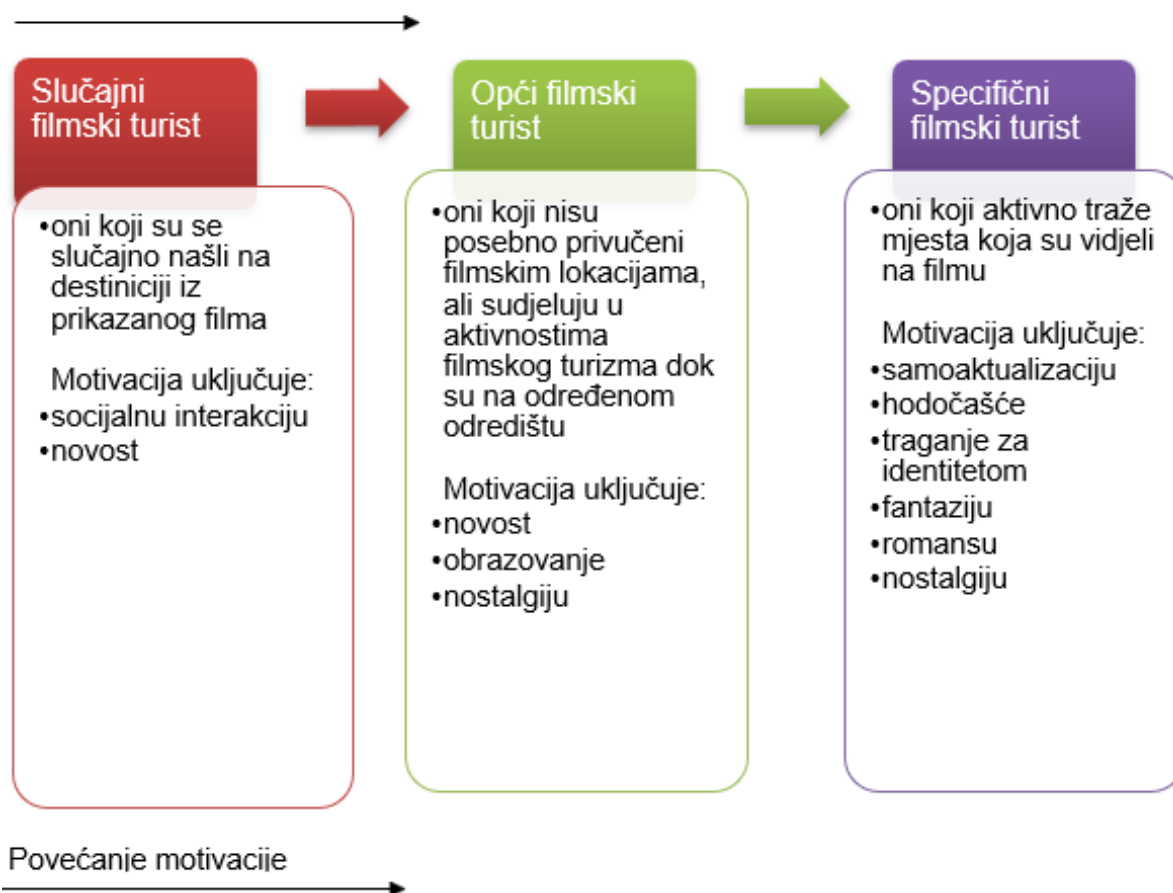 Slučajni
filmski turist
•oni koji su se
slučajno našli na
destiniciji iz
prikazanog filma
Motivacija uključuje:
•socijalnu interakciju
•novost
Opći filmski
turist
•oni koji nisu
posebno privučeni
filmskim lokacijama,
ali sudjeluju u
aktivnostima
filmskog turizma dok
su na određenom
odredištu
Motivacija uključuje:
•novost
•obrazovanje
•nostalgiju
Specifični
filmski turist
•oni koji aktivno traže
mjesta koja su vidjeli
na filmu
Motivacija uključuje:
•samoaktualizaciju
•hodočašće
•traganje za
identitetom
•fantaziju
•romansu
•nostalgiju
Povećanje motivacije